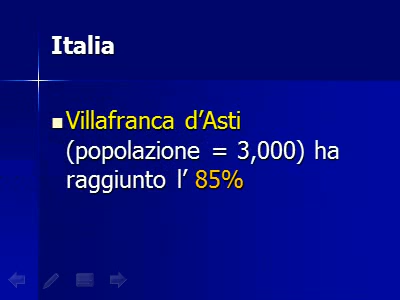 Italia
Villafranca d’Asti
(popolazione = 3,000) ha
raggiunto l’ 85%